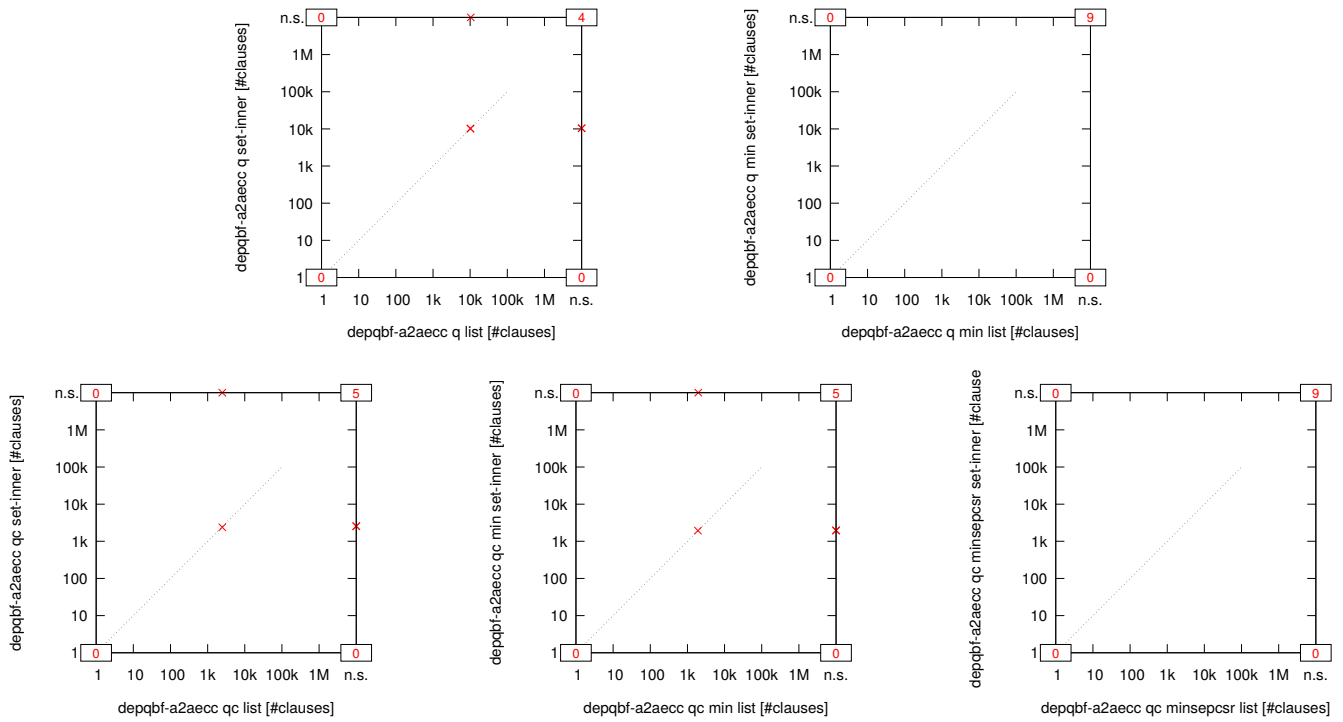 n.s. 0 4
1M
100k
10k
1k
100
10
1 0 0
1 10 100 1k 10k 100k 1M n.s.
depqbf-a2aecc q set-inner [#clauses]
depqbf-a2aecc q list [#clauses]
n.s. 0 9
1M
100k
10k
1k
100
10
1 0 0
1 10 100 1k 10k 100k 1M n.s.
depqbf-a2aecc q min set-inner [#clauses]
depqbf-a2aecc q min list [#clauses]
n.s. 0 5
1M
100k
10k
1k
100
10
1 0 0
1 10 100 1k 10k 100k 1M n.s.
depqbf-a2aecc qc set-inner [#clauses]
depqbf-a2aecc qc list [#clauses]
n.s. 0 5
1M
100k
10k
1k
100
10
1 0 0
1 10 100 1k 10k 100k 1M n.s.
depqbf-a2aecc qc min set-inner [#clauses]
depqbf-a2aecc qc min list [#clauses]
n.s. 0 9
1M
100k
10k
1k
100
10
1 0 0
1 10 100 1k 10k 100k 1M n.s.
depqbf-a2aecc qc minsepcsr set-inner [#clause
depqbf-a2aecc qc minsepcsr list [#clauses]